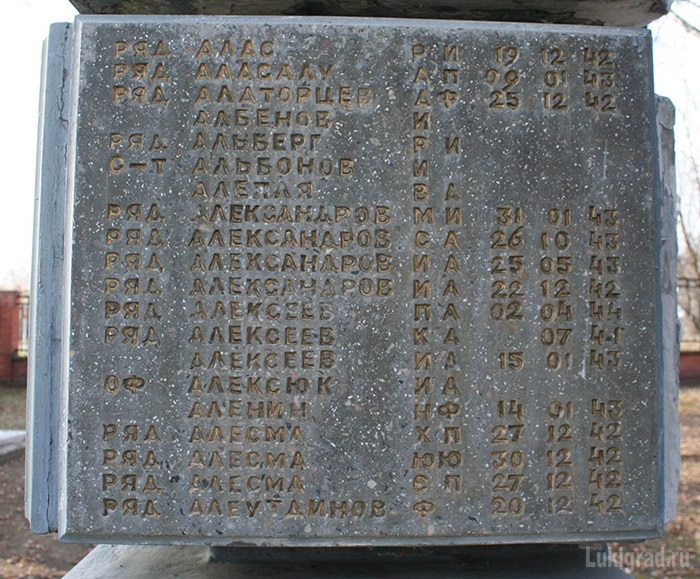 РЯД АЛАС Р И 19 12 42
РЯД АЛАСАЛУ А П 09 01 43
РЯД АЛАТОРЦЕВ А Ф 25 12 42
АЛБЕНОВ И
РЯД АЛЬБЕРГ Р И
С-Т АЛЬБОНОВ И
АЛЕПЛЯ В А
РЯД АЛЕКСАНДРОВ М И 31 01 43
РЯД АЛЕКСАНДРОВ С А 26 10 43
РЯД АЛЕКСАНДРОВ И А 25 05 43
РЯД АЛЕКСАНДРОВ И А 22 12 42
РЯД АЛЕКСЕЕВ П А 02 04 44
РЯД АЛЕКСЕЕВ К А 07 41
АЛЕКСЕЕВ И А 15 01 43
ОФ АЛЕКСЮК И А
АЛЕНИН Н Ф 14 01 43
РЯД АЛЕСМА Х П 27 12 42
РЯД АЛЕСМА Ю Ю 30 12 42
РЯД АЛЕСМА Є П 27 12 42
РЯД АЛЕУТДИНОВ Ф 20 12 42
Lukigrad.ru